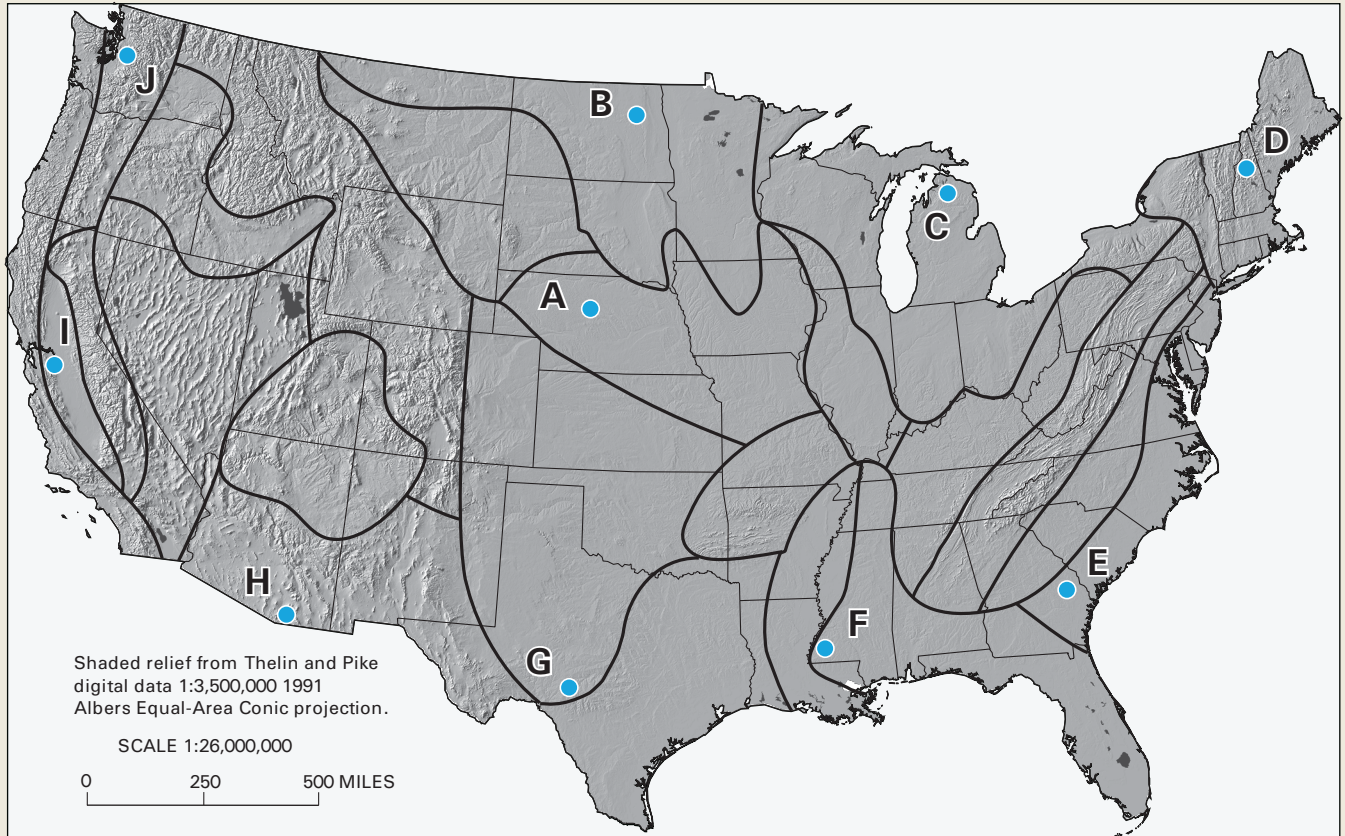 J
B
D
C
A
I
E
H
F
G
Shaded relief from Thelin and Pike
digital data 1:3,500,000 1991
Albers Equal-Area Conic projection.
SCALE 1:26,000,000
0 250 500 MILES